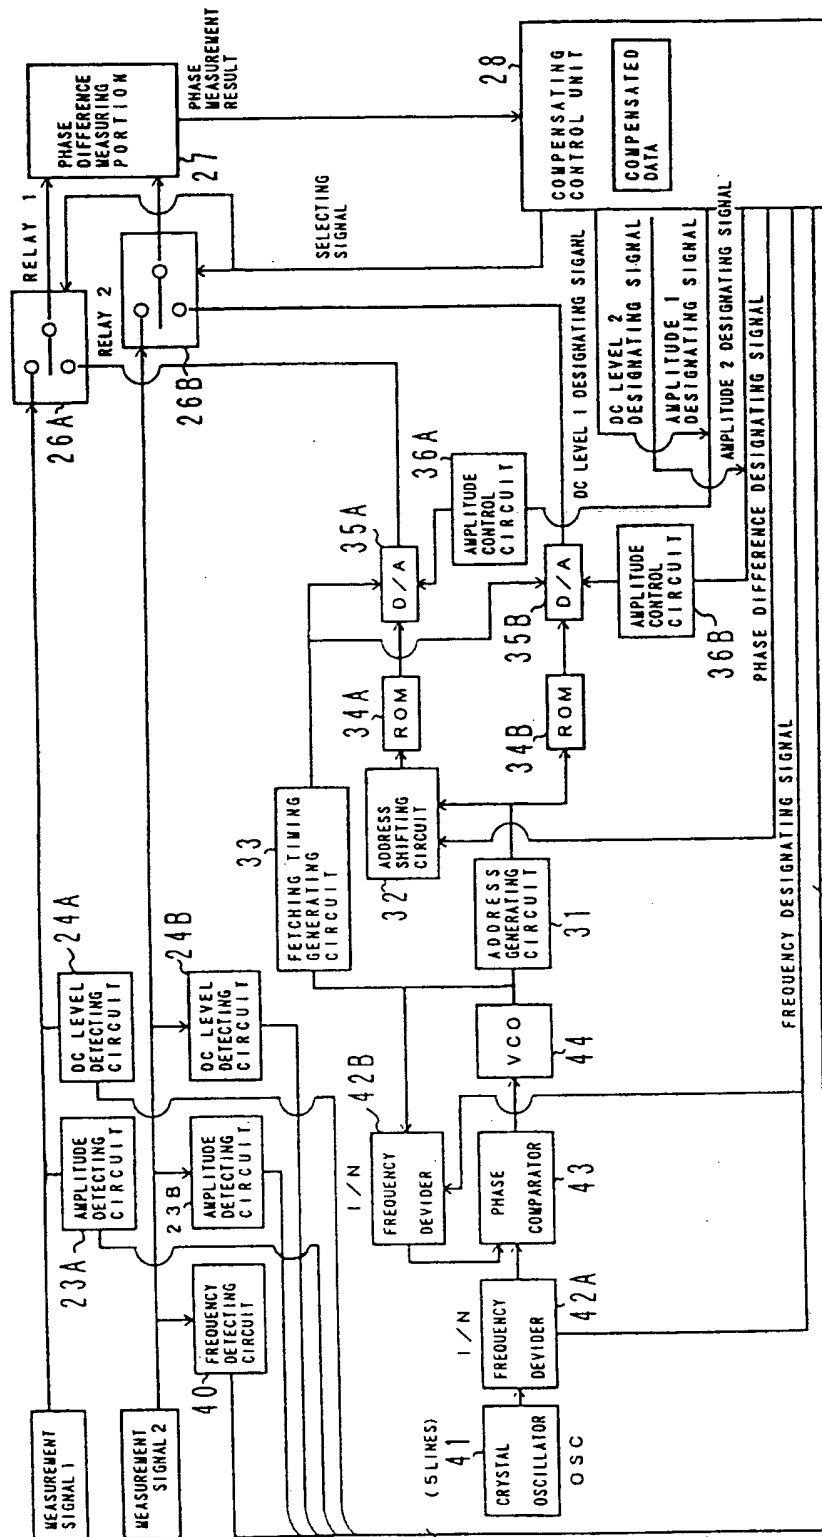 MEASUREMENT
SIGNAL 1
MEASUREMENT
SIGNAL 2
23A
AMPLITUDE
DETECTING
CIRCUIT
24A
DC LEVEL
DETECTING
CIRCUIT
26A
RELAY 1
RELAY 2
26B
PHASE
DIFFERENCE
MEASURING
PORTION
27
PHASE
MEASUREMENT
RESULT
40
FREQUENCY
DETECTING
CIRCUIT
23B
AMPLITUDE
DETECTING
CIRCUIT
24B
DC LEVEL
DETECTING
CIRCUIT
SELECTING
SIGNAL
33
FETCHING TIMING
GENERATING
CIRCUIT
32
ADDRESS
SHIFTING
CIRCUIT
34A
ROM
35A
D/A
36A
AMPLITUDE
CONTROL
CIRCUIT
(5 LINES)
41
CRYSTAL
OSCILLATOR
OSC
1/N
FREQUENCY
DEVIDER
42A
1/N
42B
FREQUENCY
DEVIDER
PHASE
COMPARATOR
43
VCO
44
ADDRESS
GENERATING
CIRCUIT
31
34B
ROM
35B
D/A
AMPLITUDE
CONTROL
CIRCUIT
36B
28
COMPENSATING
CONTROL
UNIT
COMPENSATED
DATA
DC LEVEL 1 DESIGNATING SIGANL
DC LEVEL 2
DESIGNATING SIGNAL
AMPLITUDE 1
DESIGNATING SIGNAL
AMPLITUDE 2 DESIGNATING SIGNAL
PHASE DIFFERENCE DESIGNATING SIGNAL
FREQUENCY DESIGNATING SIGNAL